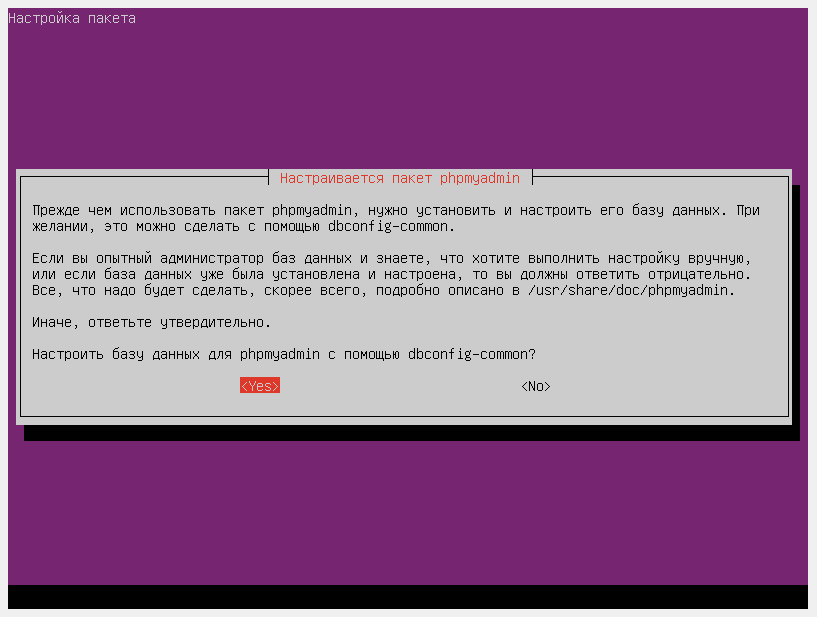 Настройка пакета
Настраивается пакет phpmyadmin
Прежде чем использовать пакет phpmyadmin, нужно установить и настроить его базу данных. При
желании, это можно сделать с помощью dbconfig-common.
Если вы опытный администратор баз данных и знаете, что хотите выполнить настройку вручную,
или если база данных уже была установлена и настроена, то вы должны ответить отрицательно.
Все, что надо будет сделать, скорее всего, подробно описано в /usr/share/doc/phpmyadmin.
Иначе, ответьте утвердительно.
Настроить базу данных для phpmyadmin с помощью dbconfig-common?
<Yes> <No>